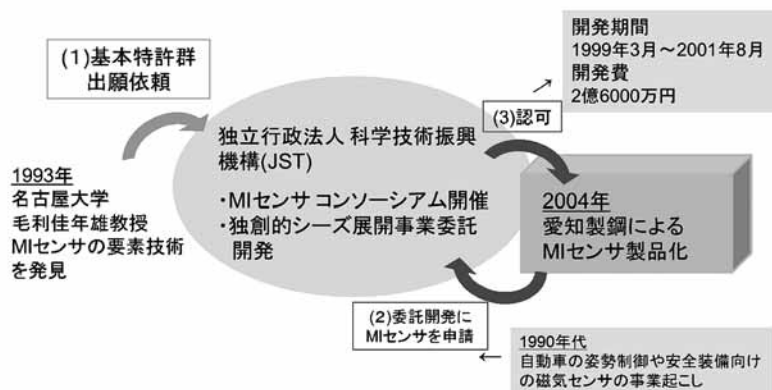 (1)基本特許群
出願依頼
開発期間
1999年3月～2001年8月
開発費
2億6000万円
(3)認可
独立行政法人 科学技術振興
機構(JST)
・MIセンサ コンソーシアム開催
・独創的シーズ展開事業委託
開発
1993年
名古屋大学
毛利佳年雄教授
MIセンサの要素技術
を発見
2004年
愛知製鋼による
MIセンサ製品化
(2)委託開発に
MIセンサを申請
1990年代
自動車の姿勢制御や安全装備向け
の磁気センサの事業起こし